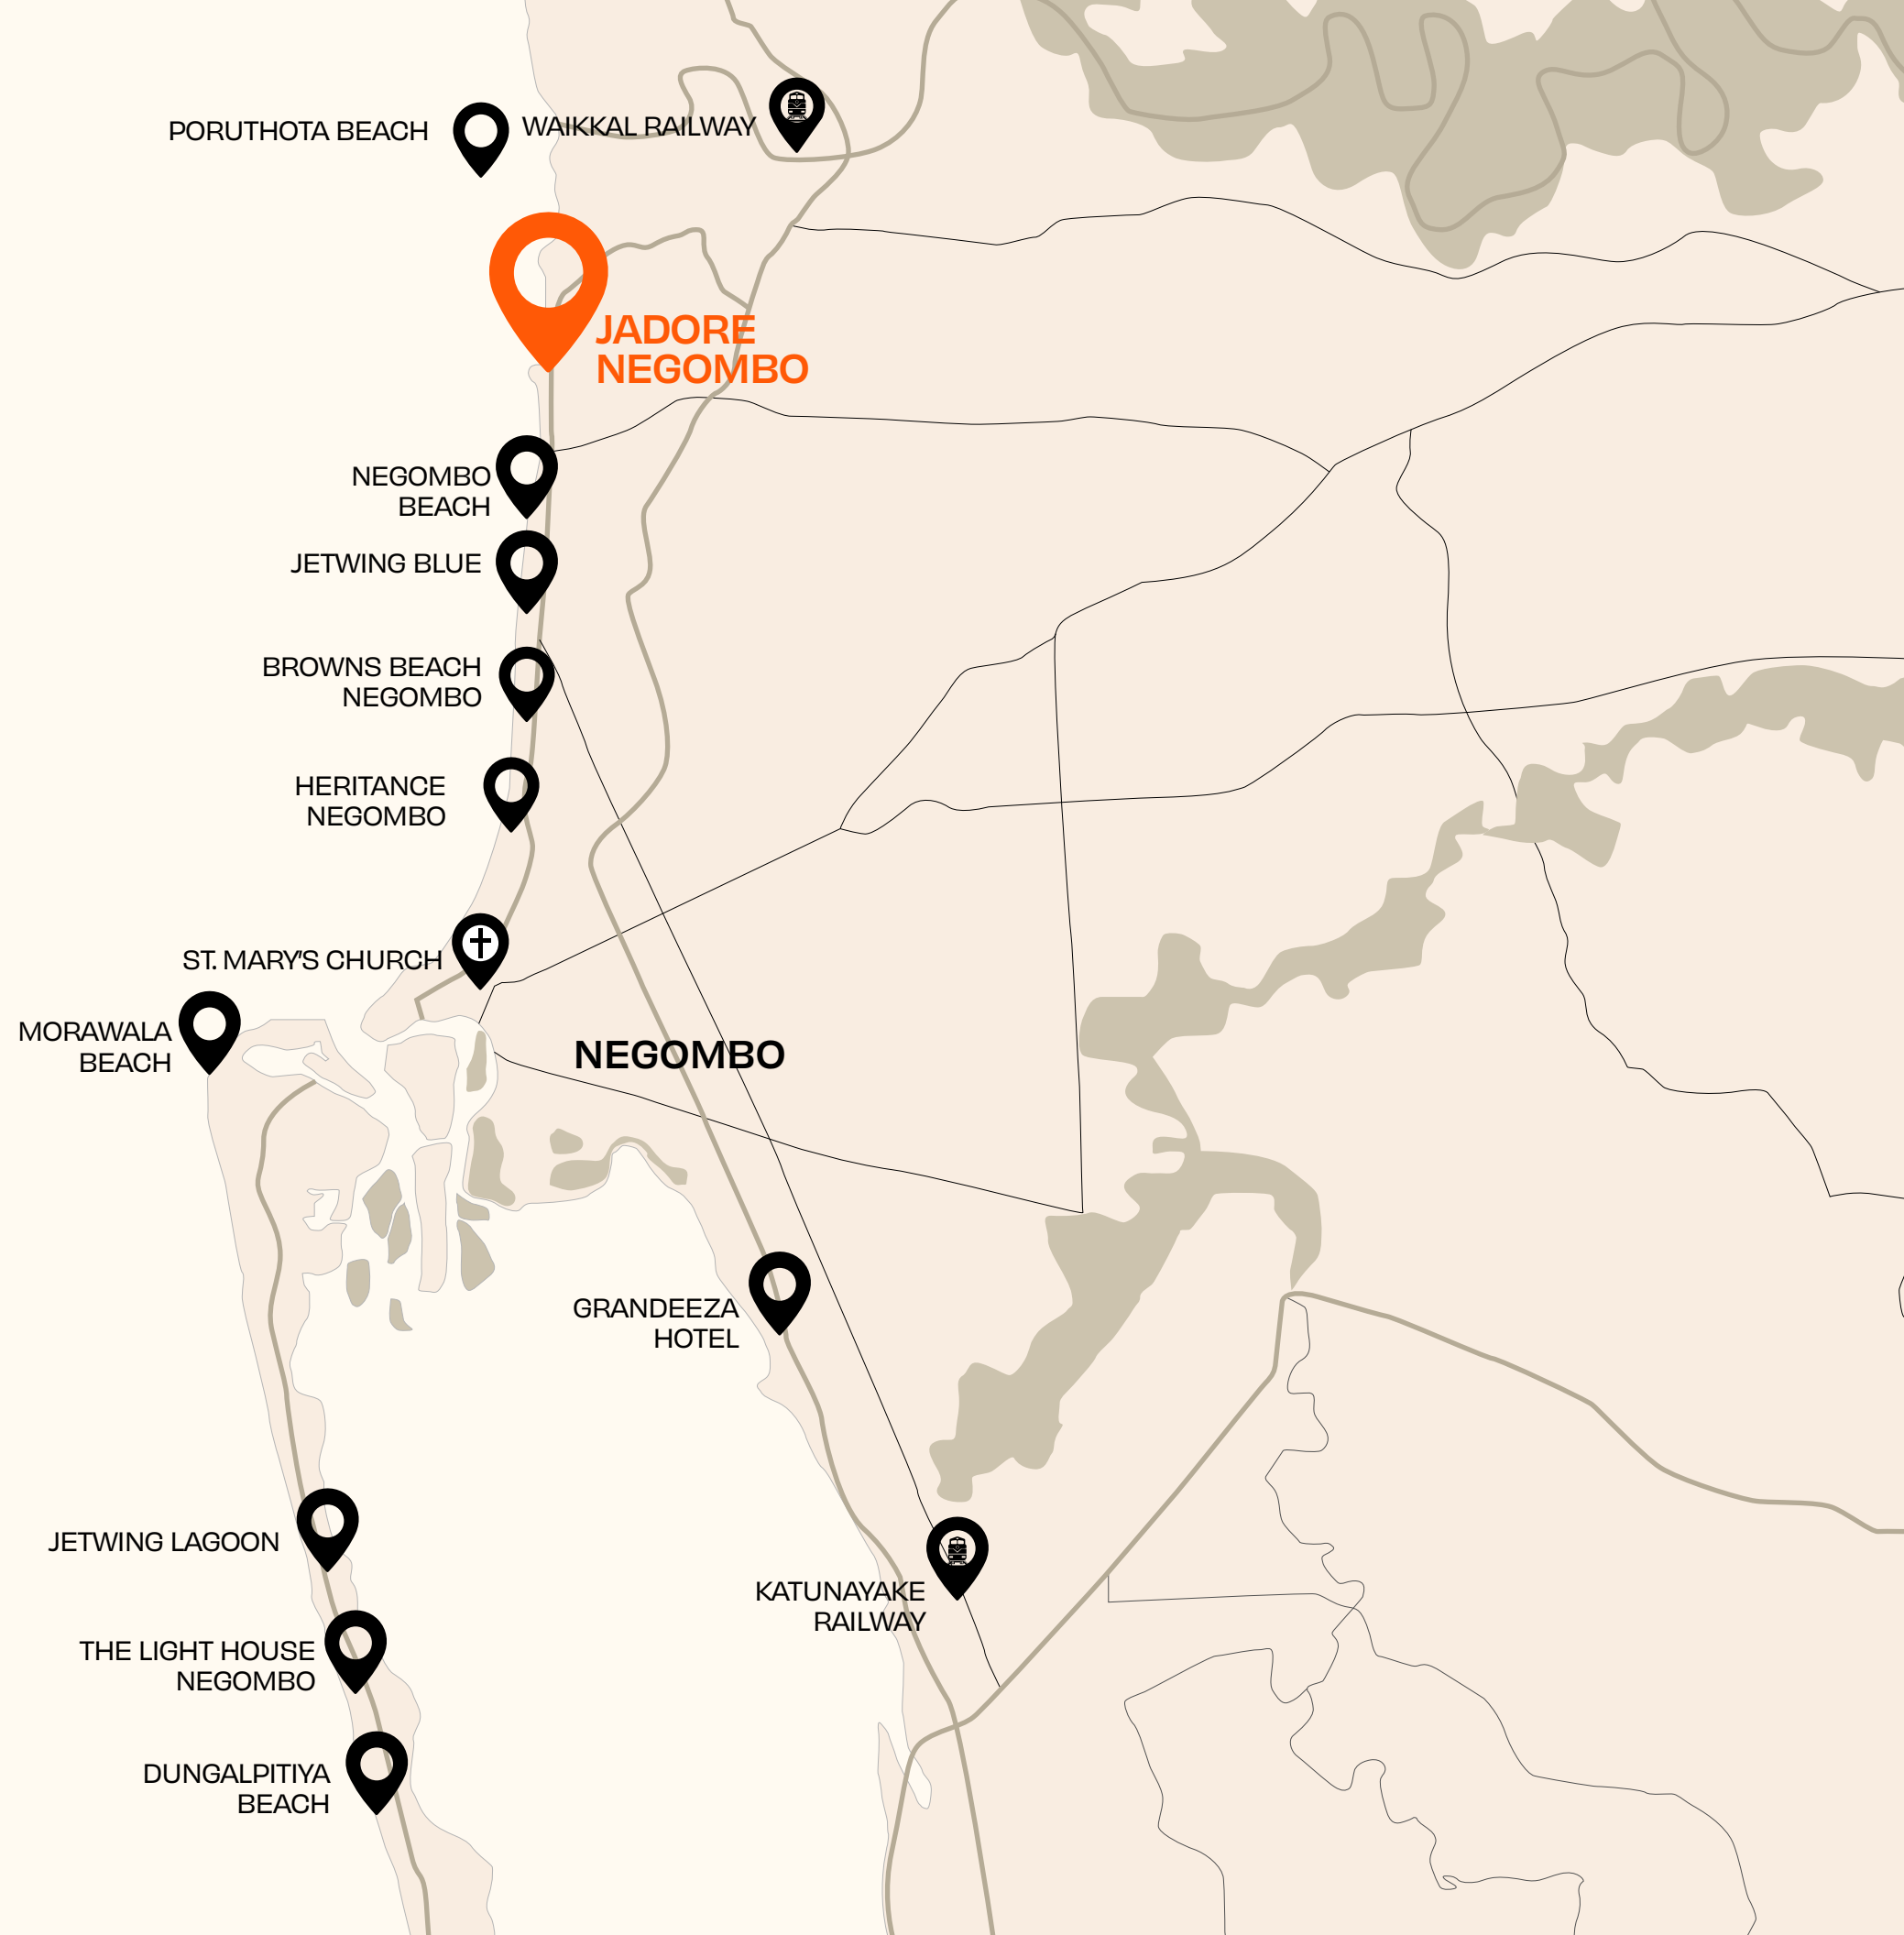 PORUTHOTA BEACH
WAIKKAL RAILWAY
JADORE
NEGOMBO
NEGOMBO
BEACH
JETWING BLUE
BROWNS BEACH
NEGOMBO
HERITANCE
NEGOMBO
ST. MARY'S CHURCH
MORAWALA
BEACH
NEGOMBO
GRANDEEZA
HOTEL
JETWING LAGOON
KATUNAYAKE
RAILWAY
THE LIGHT HOUSE
NEGOMBO
DUNGALPITIYA
BEACH